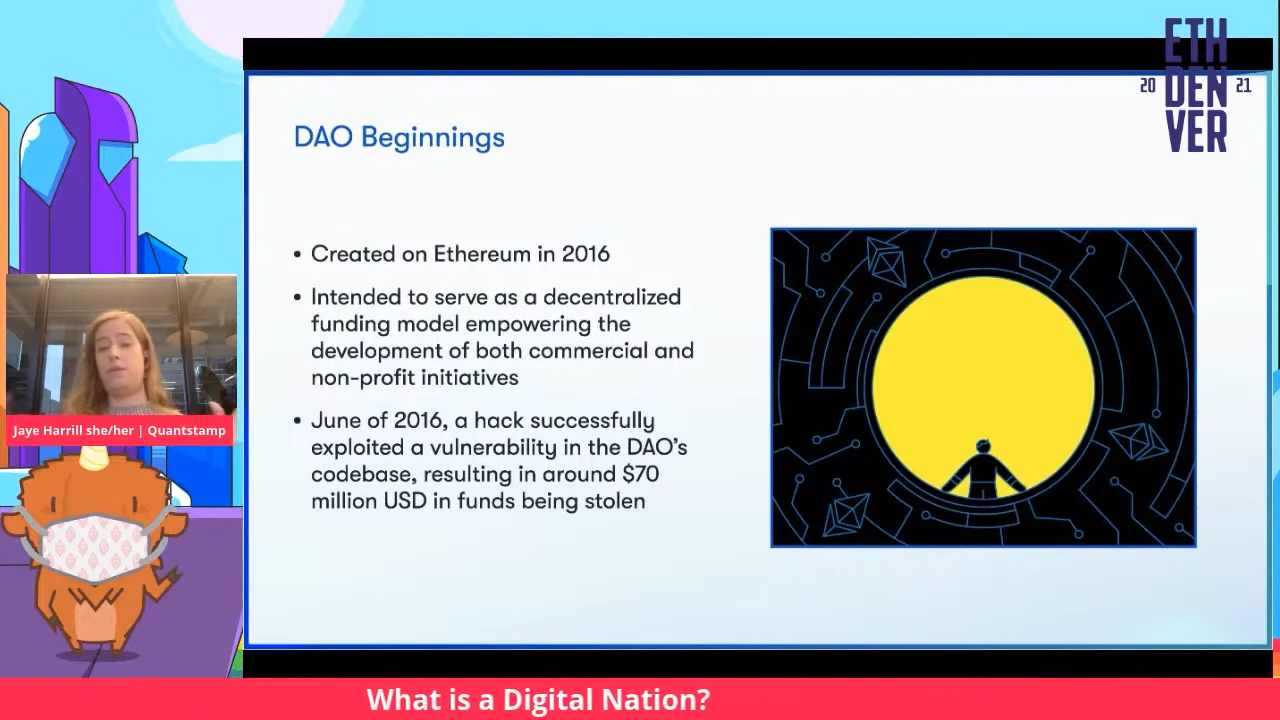 ETH
20 DEN 21
VER
DAO Beginnings
• Created on Ethereum in 2016
• Intended to serve as a decentralized
funding model empowering the
development of both commercial and
non-profit initiatives
• June of 2016, a hack successfully
exploited a vulnerability in the DAO's
codebase, resulting in around $70
million USD in funds being stolen
Jaye Harrill she/her | Quantstamp
What is a Digital Nation?